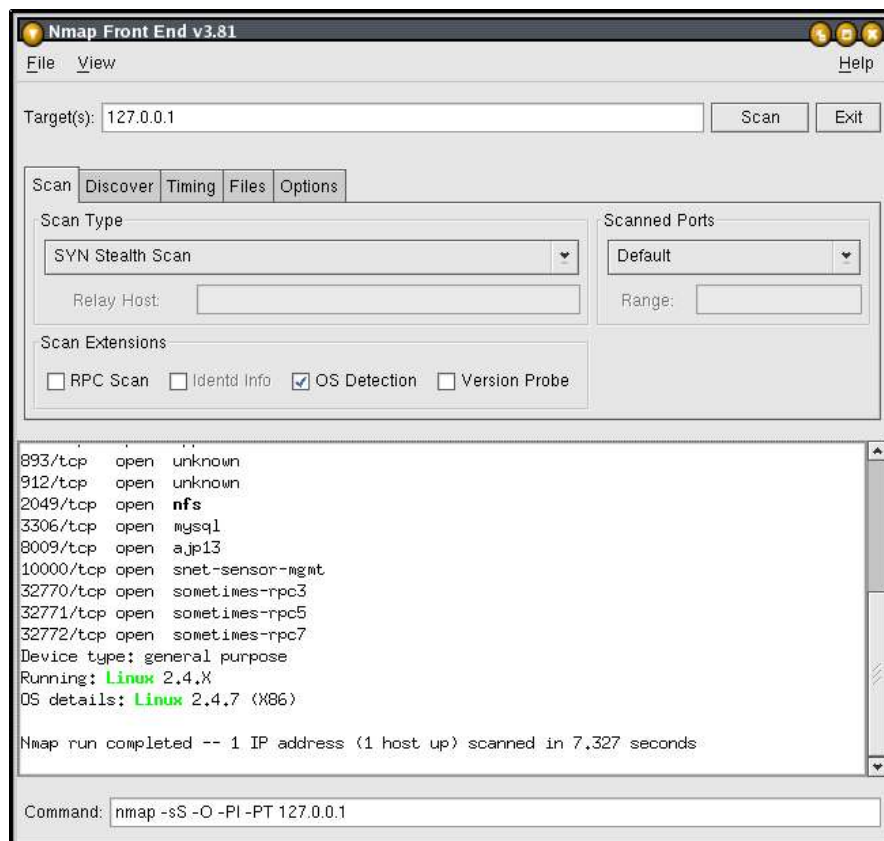 Nmap Front End v3.81
File View Help
Target(s): 127.0.0.1 Scan Exit
Scan Discover Timing Files Options
Scan Type Scanned Ports
SYN Stealth Scan Default
Relay Host: Range:
Scan Extensions
RPC Scan Identd Info OS Detection Version Probe
893/tcp open unknown
912/tcp open unknown
2049/tcp open nfs
3306/tcp open mysql
8009/tcp open ajp13
10000/tcp open snet-sensor-mgmt
32770/tcp open sometimes-rpc3
32771/tcp open sometimes-rpc5
32772/tcp open sometimes-rpc7
Device type: general purpose
Running: Linux 2.4.X
OS details: Linux 2.4.7 (X86)
Nmap run completed -- 1 IP address (1 host up) scanned in 7.327 seconds
Command: nmap -sS -O -PI -PT 127.0.0.1